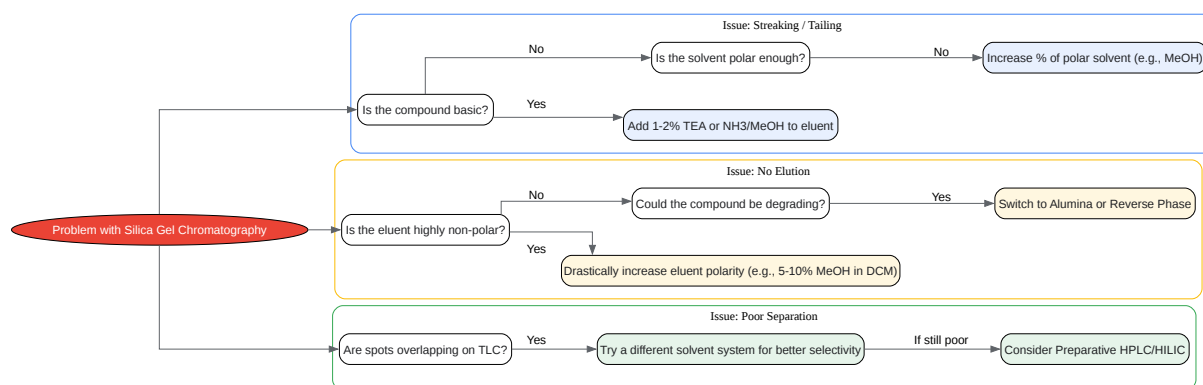 Issue: Streaking / Tailing
No
Is the solvent polar enough?
No
Increase % of polar solvent (e.g., MeOH)
Is the compound basic?
Yes
Add 1-2% TEA or NH3/MeOH to eluent
Issue: No Elution
No
Could the compound be degrading?
Yes
Switch to Alumina or Reverse Phase
Problem with Silica Gel Chromatography
Is the eluent highly non-polar?
Yes
Drastically increase eluent polarity (e.g., 5-10% MeOH in DCM)
Issue: Poor Separation
Are spots overlapping on TLC?
Yes
Try a different solvent system for better selectivity
If still poor
Consider Preparative HPLC/HILIC